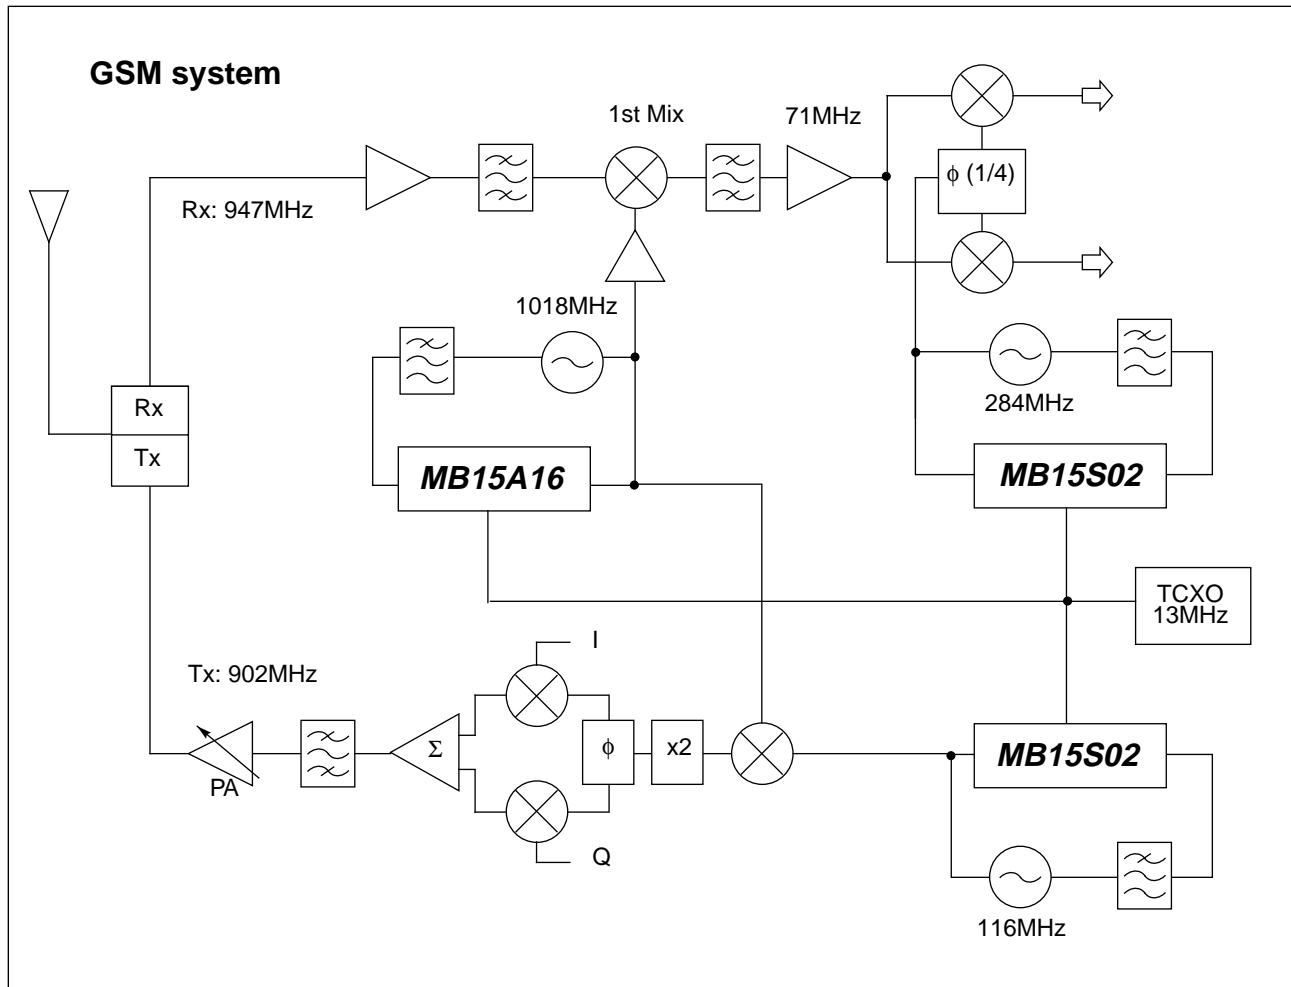 GSM system
1st Mix
71MHz
ϕ (1/4)
Rx: 947MHz
1018MHz
284MHz
Rx
Tx
MB15A16
MB15S02
TCXO
13MHz
I
Tx: 902MHz
Σ
ϕ
x2
MB15S02
PA
Q
116MHz